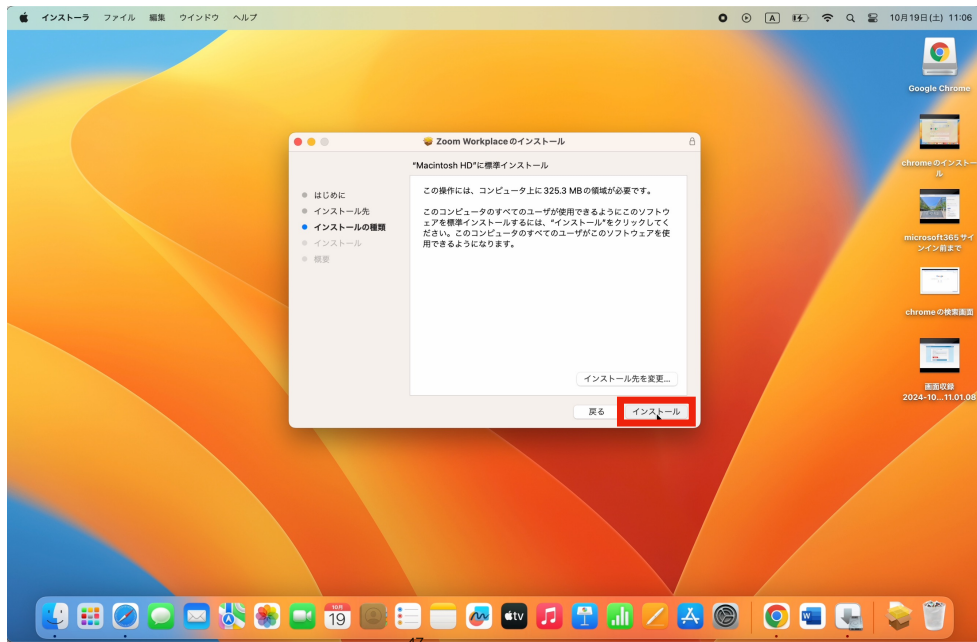 インストーラ ファイル 編集 ウインドウ ヘルプ
A
10月19日(土) 11:06
Google Chrome
chromeのインストー
ル
microsoft365サイ
ンイン前まで
chromeの検索画面
画面収録
2024-10...11.01.08
Zoom Workplaceのインストール
"Macintosh HD"に標準インストール
はじめに
インストール先
インストールの種類
インストール
概要
この操作には、コンピュータ上に325.3 MBの領域が必要です。
このコンピュータのすべてのユーザが使用できるようにこのソフトウ
ェアを標準インストールするには、"インストール"をクリックしてく
ださい。このコンピュータのすべてのユーザがこのソフトウェアを使
用できるようになります。
インストール先を変更...
戻る インストール
10月
19
tv
W